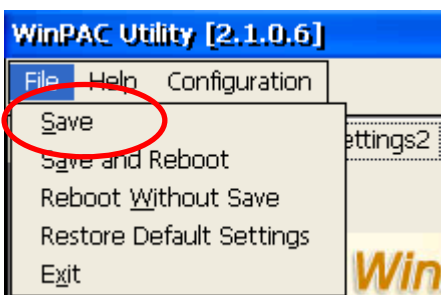 WinPAC Utility [2.1.0.6]
File Help Configuration
Save
ettings2
Save and Reboot
Reboot Without Save
Restore Default Settings
Exit
Win